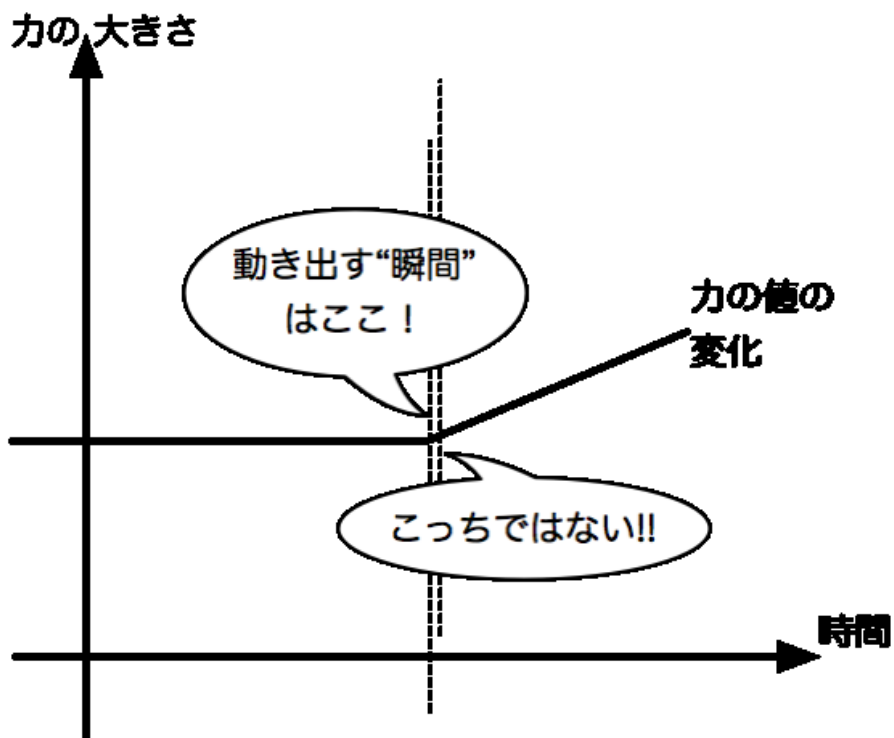 力の 大きさ
動き出す“瞬間”
はここ！
力の値の
変化
こっちではない!!
時間